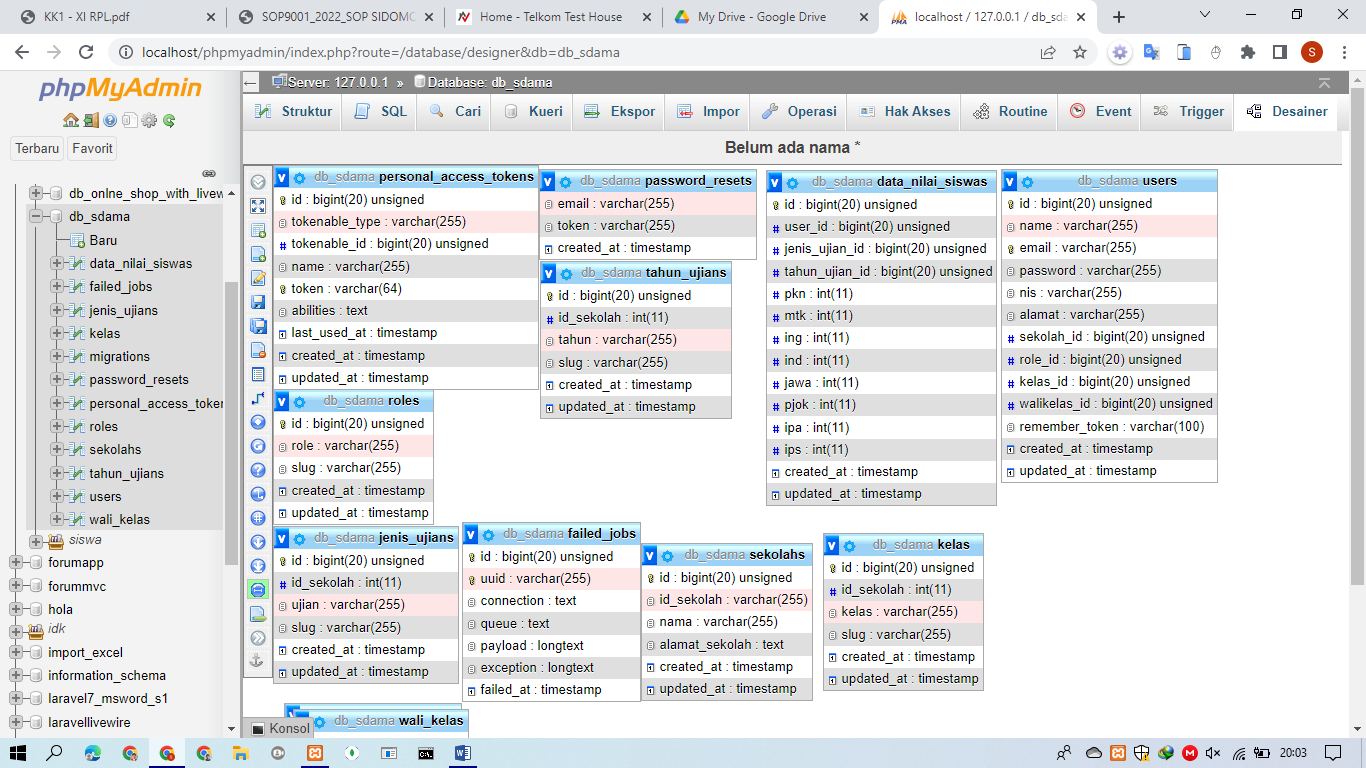 KK1 - XI RPL.pdf
SOP9001_2022_SOP SIDOMO
Home - Telkom Test House
My Drive - Google Drive
localhost / 127.0.0.1 / db_sda
localhost/phpmyadmin/index.php?route=/database/designer&db=db_sdama
S
phpMyAdmin
Terbaru
Favorit
db_onlne_shop_with_livew
db_sdama
Baru
data_nilai_siswas
failed_jobs
jenis_ujians
kelas
migrations
password_resets
personal_access_token
roles
sekolahs
tahun_ujians
users
wali_kelas
siswa
forumapp
forummvc
hola
idk
import_excel
information_schema
laravel7_msword_s1
laravellivewire
Server: 127.0.0.1 » Database: db_sdama
Struktur
SQL
Cari
Kueri
Ekspor
Impor
Operasi
Hak Akses
Routine
Event
Trigger
Desainer
Belum ada nama *
db_sdama personal_access_tokens
id : bigint(20) unsigned
tokenable_type : varchar(255)
tokenable_id : bigint(20) unsigned
name : varchar(255)
token : varchar(64)
abilities : text
last_used_at : timestamp
created_at : timestamp
updated_at : timestamp
db_sdama password_resets
email : varchar(255)
token : varchar(255)
created_at : timestamp
db_sdama tahun_ujians
id : bigint(20) unsigned
id_sekolah : int(11)
tahun : varchar(255)
slug : varchar(255)
created_at : timestamp
updated_at : timestamp
db_sdama data_nilai_siswas
id : bigint(20) unsigned
user_id : bigint(20) unsigned
jenis_ujian_id : bigint(20) unsigned
tahun_ujian_id : bigint(20) unsigned
pkn : int(11)
mtk : int(11)
ing : int(11)
ind : int(11)
jawa : int(11)
pjok : int(11)
ipa : int(11)
ips : int(11)
created_at : timestamp
updated_at : timestamp
db_sdama users
id : bigint(20) unsigned
name : varchar(255)
email : varchar(255)
password : varchar(255)
nis : varchar(255)
alamat : varchar(255)
sekolah_id : bigint(20) unsigned
role_id : bigint(20) unsigned
kelas_id : bigint(20) unsigned
walikelas_id : bigint(20) unsigned
remember_token : varchar(100)
created_at : timestamp
updated_at : timestamp
db_sdama roles
id : bigint(20) unsigned
role : varchar(255)
slug : varchar(255)
created_at : timestamp
updated_at : timestamp
db_sdama jenis_ujians
id : bigint(20) unsigned
id_sekolah : int(11)
ujian : varchar(255)
slug : varchar(255)
created_at : timestamp
updated_at : timestamp
db_sdama failed_jobs
id : bigint(20) unsigned
uuid : varchar(255)
connection : text
queue : text
payload : longtext
exception : longtext
failed_at : timestamp
db_sdama sekolahs
id : bigint(20) unsigned
id_sekolah : varchar(255)
nama : varchar(255)
alamat_sekolah : text
created_at : timestamp
updated_at : timestamp
db_sdama kelas
id : bigint(20) unsigned
id_sekolah : int(11)
kelas : varchar(255)
slug : varchar(255)
created_at : timestamp
updated_at : timestamp
db_sdama wali_kelas
Konsol
20:03